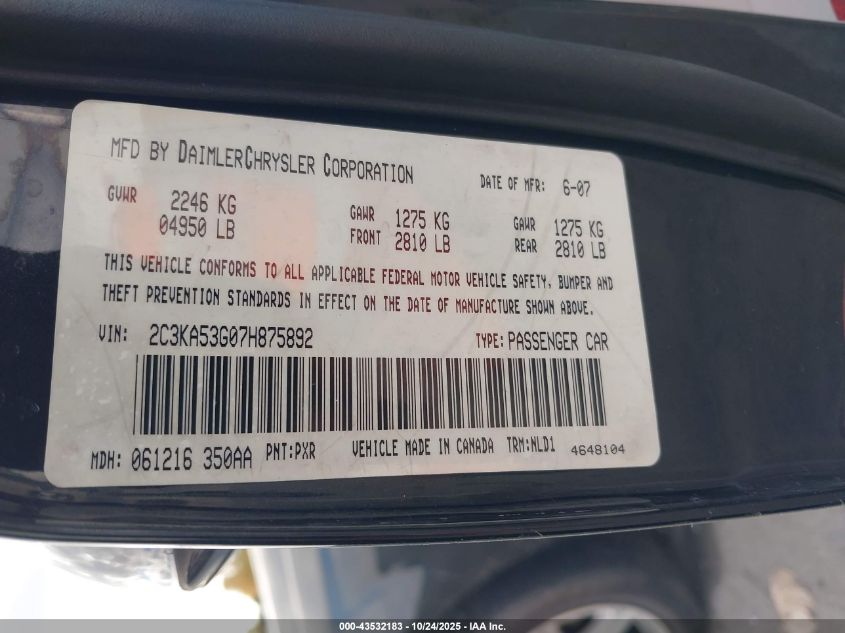 MFD BY DAIMLERCHRYSLER CORPORATION DATE OF MFR: 6-07
GVWR 2246 KG GAWR 1275 KG GAWR 1275 KG
04950 LB FRONT 2810 LB REAR 2810 LB
THIS VEHICLE CONFORMS TO ALL APPLICABLE FEDERAL MOTOR VEHICLE SAFETY, BUMPER AND
THEFT PREVENTION STANDARDS IN EFFECT ON THE DATE OF MANUFACTURE SHOWN ABOVE.
VIN: 2C3KA53G07H875892 TYPE: PASSENGER CAR
MDH: 061216 350AA PNT:PXR VEHICLE MADE IN CANADA TRM:NLD1 4648104
000-43532183 - 10/24/2025 - IAA Inc.